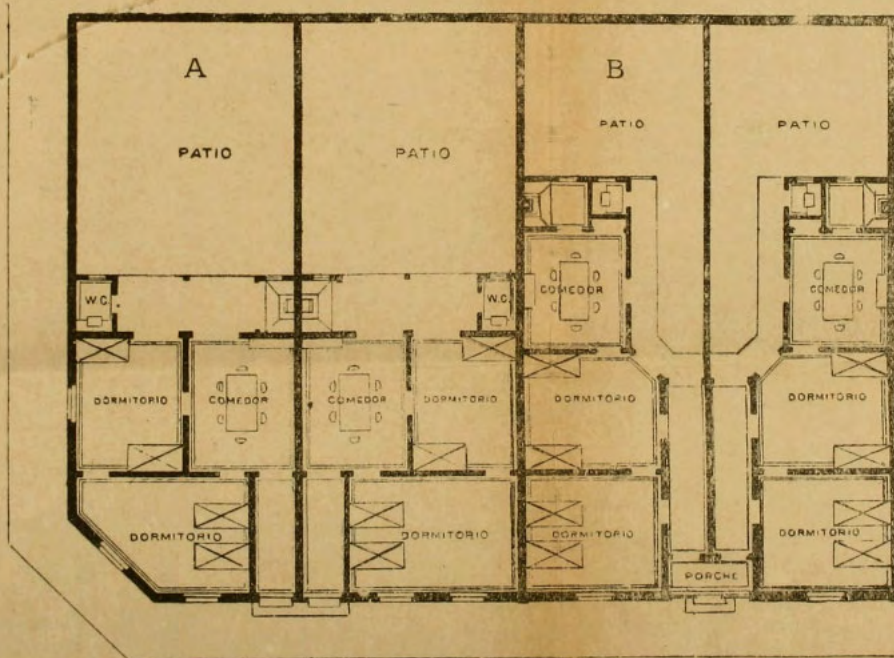 A
B
PATIO
PATIO
PATIO
PATIO
W.C.
W.C.
COMEDOR
COMEDOR
DORMITORIO
COMEDOR
COMEDOR
DORMITORIO
DORMITORIO
DORMITORIO
DORMITORIO
DORMITORIO
DORMITORIO
DORMITORIO
PORCHE